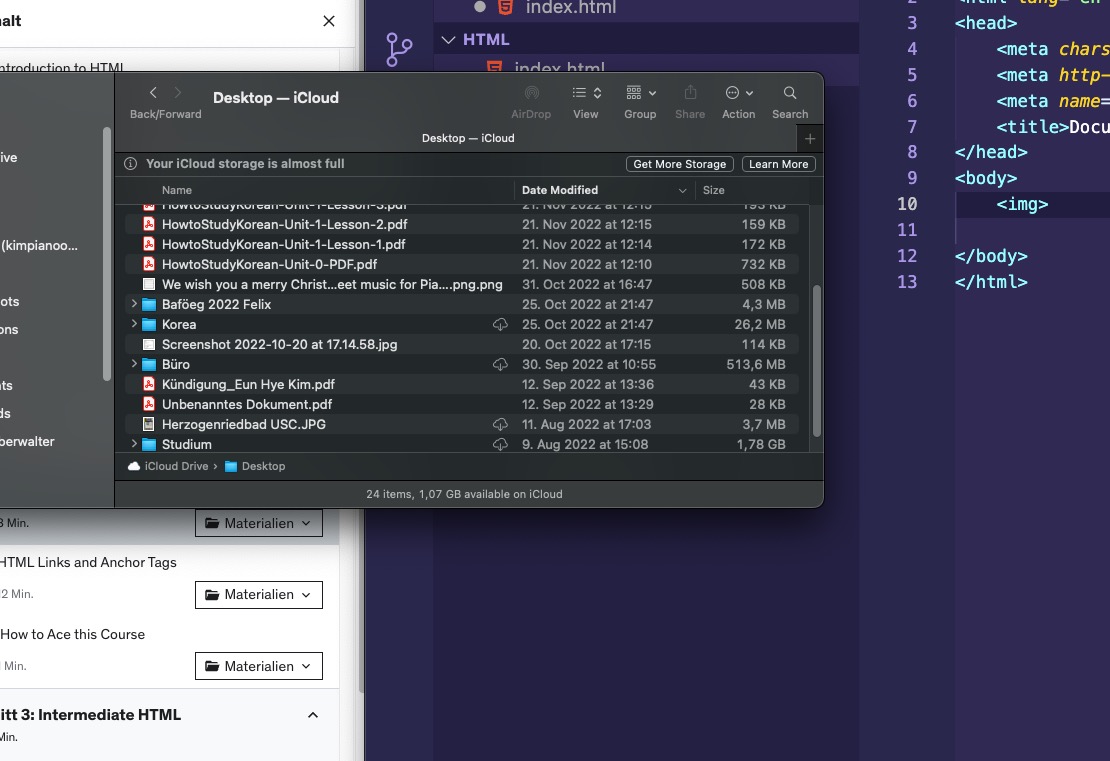 alt
ntroduction to HTML
index.html
HTML
index.html
Back/Forward
Desktop — iCloud
AirDrop
View
Group
Share
Action
Search
Desktop — iCloud
Your iCloud storage is almost full
Get More Storage
Learn More
Name
Date Modified
Size
HowtoStudyKorean-Unit-1-Lesson-3.pdf 21. Nov 2022 at 12:15 193 KB
HowtoStudyKorean-Unit-1-Lesson-2.pdf 21. Nov 2022 at 12:15 159 KB
HowtoStudyKorean-Unit-1-Lesson-1.pdf 21. Nov 2022 at 12:14 172 KB
HowtoStudyKorean-Unit-0-PDF.pdf 21. Nov 2022 at 12:10 732 KB
We wish you a merry Christ...eet music for Pia....png.png 31. Oct 2022 at 16:47 508 KB
Baföeg 2022 Felix 25. Oct 2022 at 21:47 4,3 MB
Korea 25. Oct 2022 at 21:47 26,2 MB
Screenshot 2022-10-20 at 17.14.58.jpg 20. Oct 2022 at 17:15 114 KB
Büro 30. Sep 2022 at 10:55 513,6 MB
Kündigung_Eun Hye Kim.pdf 12. Sep 2022 at 13:36 43 KB
Unbenanntes Dokument.pdf 12. Sep 2022 at 13:29 28 KB
Herzogenriedbad USC.JPG 11. Aug 2022 at 17:03 3,7 MB
Studium 9. Aug 2022 at 15:08 1,78 GB
iCloud Drive › Desktop
24 items, 1,07 GB available on iCloud
ive
(kimpianoo...
ots
ons
ts
ds
berwalter
3 Min.
Materialien
HTML Links and Anchor Tags
2 Min.
Materialien
How to Ace this Course
Min.
Materialien
itt 3: Intermediate HTML
Min.
2 <html lang="en
3 <head>
4 <meta chars
5 <meta http-
6 <meta name=
7 <title>Docu
8 </head>
9 <body>
10 <img>
11
12 </body>
13 </html>